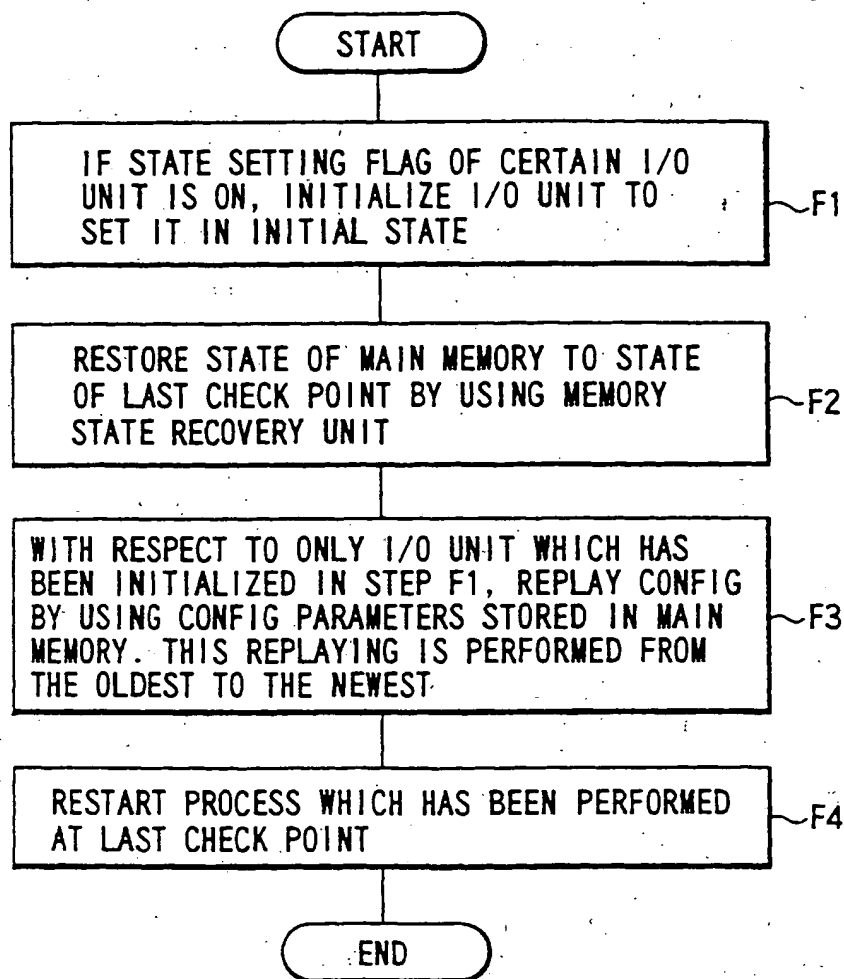 START
IF STATE SETTING FLAG OF CERTAIN I/O
UNIT IS ON, INITIALIZE I/O UNIT TO
SET IT IN INITIAL STATE
F1
RESTORE STATE OF MAIN MEMORY TO STATE
OF LAST CHECK POINT BY USING MEMORY
STATE RECOVERY UNIT
F2
WITH RESPECT TO ONLY I/O UNIT WHICH HAS
BEEN INITIALIZED IN STEP F1, REPLAY CONFIG
BY USING CONFIG PARAMETERS STORED IN MAIN
MEMORY. THIS REPLAYING IS PERFORMED FROM
THE OLDEST TO THE NEWEST
F3
RESTART PROCESS WHICH HAS BEEN PERFORMED
AT LAST CHECK POINT
F4
END